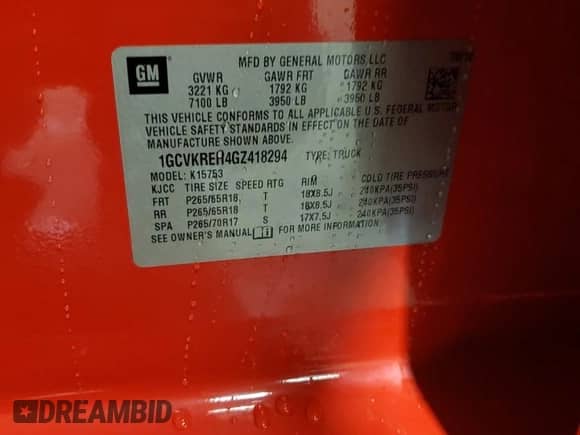 GM
MFD BY GENERAL MOTORS LLC
GVWR GAWR FRT GAWR RR
3221 KG 1792 KG 1792 KG
7100 LB 3950 LB 3950 LB
THIS VEHICLE CONFORMS TO ALL APPLICABLE U.S. FEDERAL MOTOR
VEHICLE SAFETY STANDARDS IN EFFECT ON THE DATE OF
MANUFACTURE SHOWN ABOVE.
1GCVKREH4GZ418294 TYPE: TRUCK
MODEL: K15753
KJCC TIRE SIZE SPEED RTG RIM COLD TIRE PRESSURE
FRT P265/65R18 T 18X8.5J 240KPA(35PSI)
RR P265/65R18 T 18X8.5J 240KPA(35PSI)
SPA P265/70R17 S 17X7.5J 240KPA(35PSI)
SEE OWNER'S MANUAL FOR MORE INFORMATION
DREAMBID